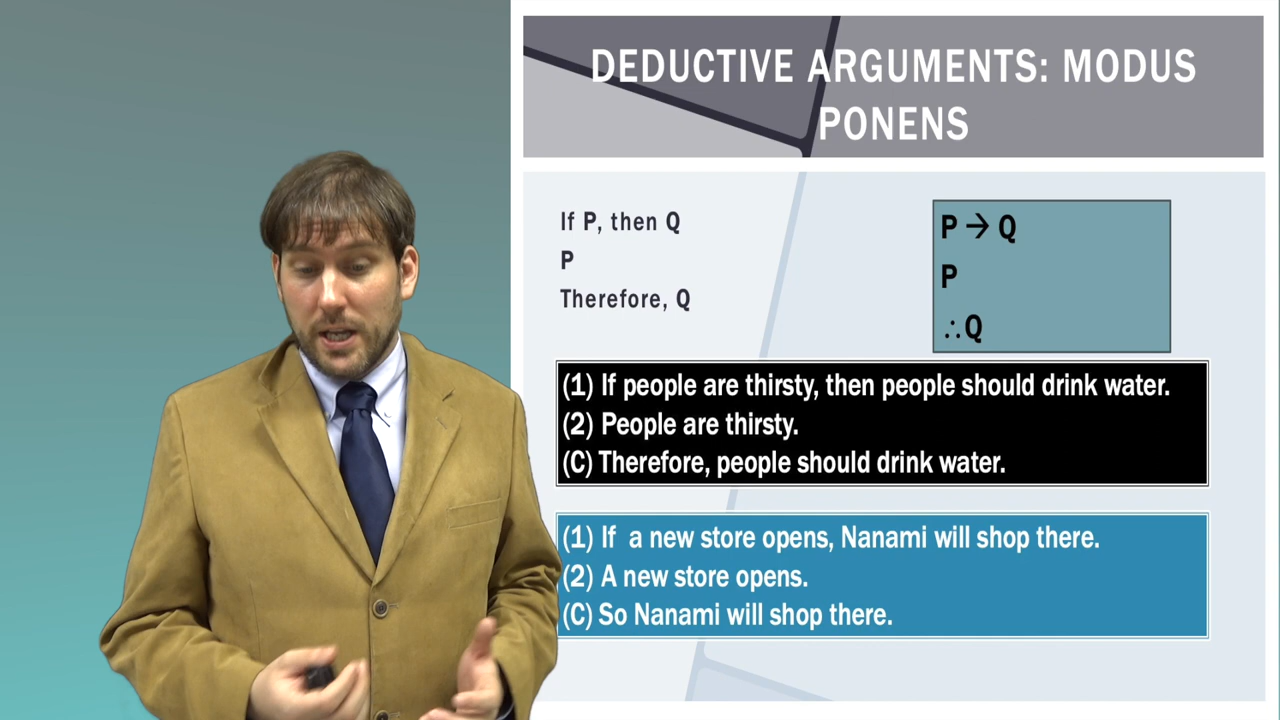 DEDUCTIVE ARGUMENTS: MODUS
PONENS
If P, then Q
P
Therefore, Q
P → Q
P
∴Q
(1) If people are thirsty, then people should drink water.
(2) People are thirsty.
(C) Therefore, people should drink water.
(1) If a new store opens, Nanami will shop there.
(2) A new store opens.
(C) So Nanami will shop there.